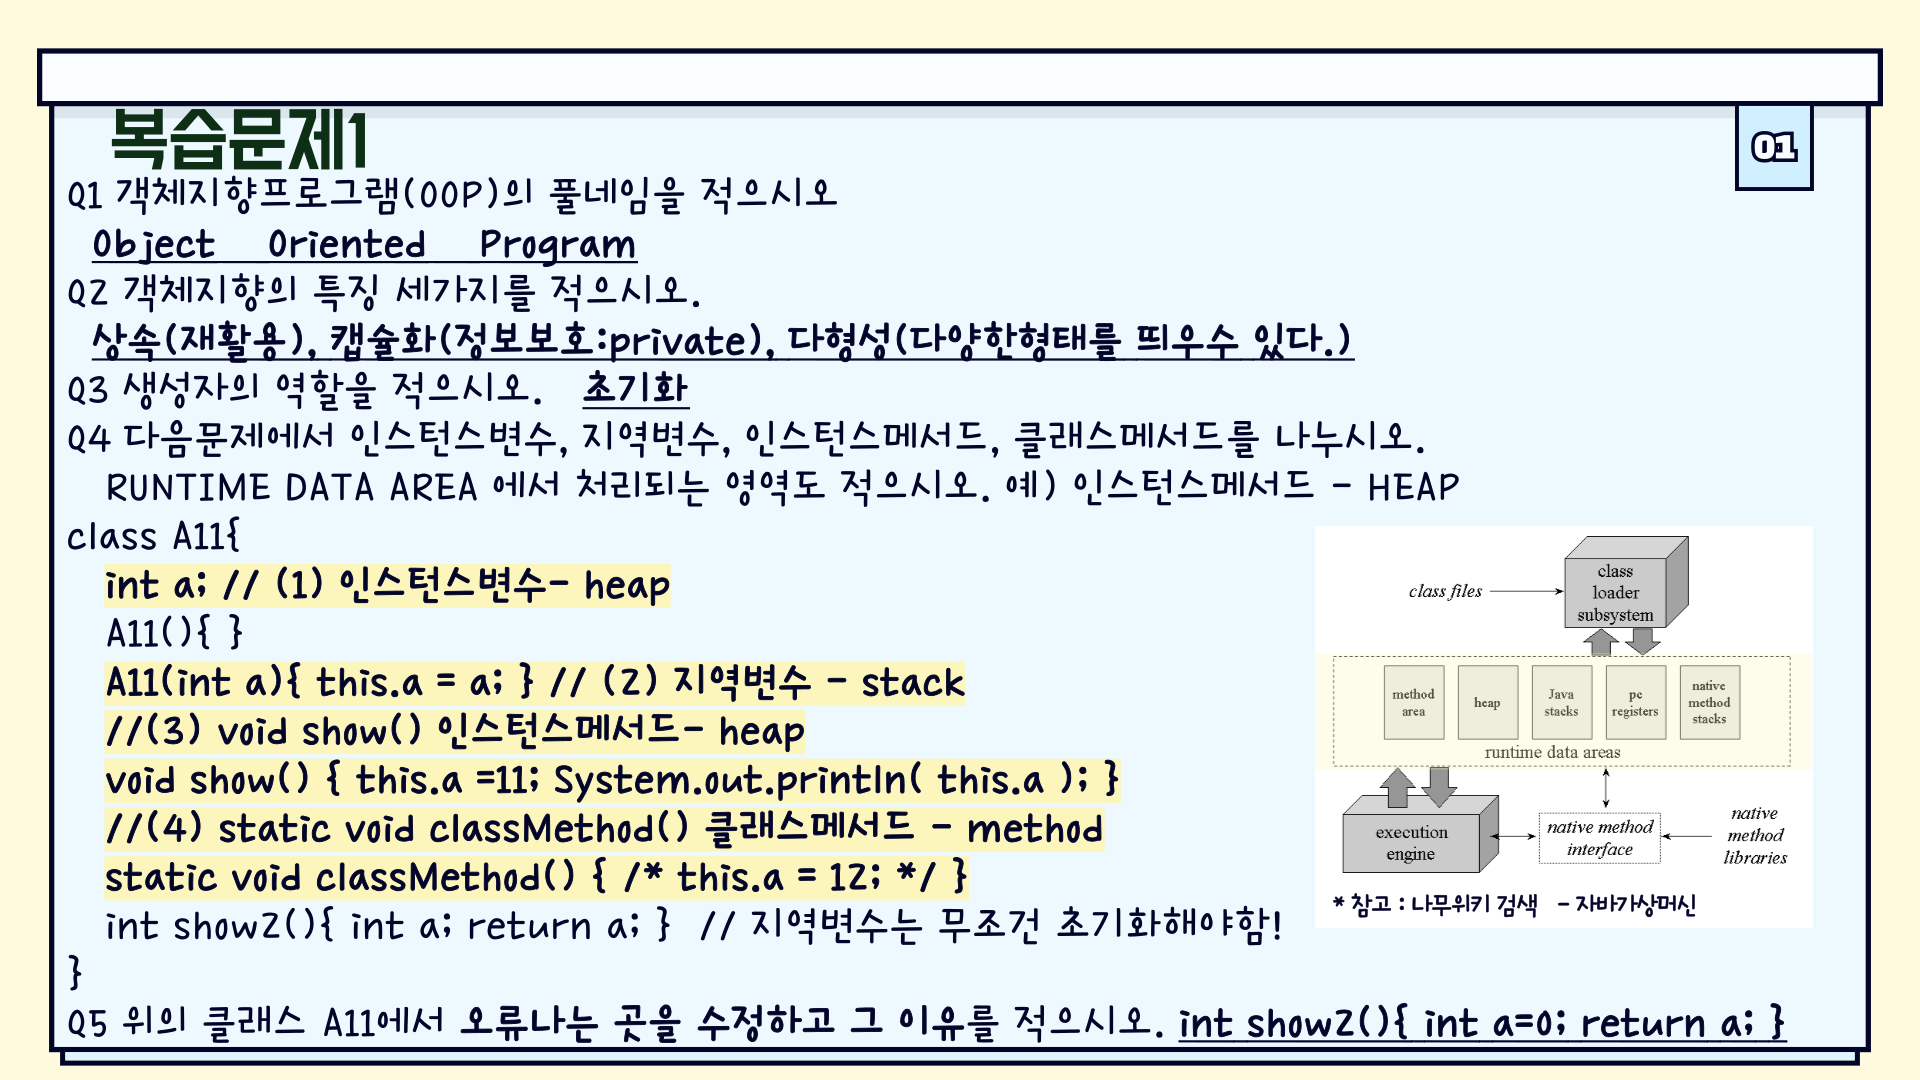 복습문제1
01
Q1 객체지향프로그램(OOP)의 풀네임을 적으시오
Object Oriented Program
Q2 객체지향의 특징 세가지를 적으시오.
상속(재활용), 캡슐화(정보보호:private), 다형성(다양한형태를 띄우수 있다.)
Q3 생성자의 역할을 적으시오. 초기화
Q4 다음문제에서 인스턴스변수, 지역변수, 인스턴스메서드, 클래스메서드를 나누시오.
RUNTIME DATA AREA 에서 처리되는 영역도 적으시오. 예) 인스턴스메서드 - HEAP
class A11{
int a; // (1) 인스턴스변수- heap
A11(){ }
A11(int a){ this.a = a; } // (2) 지역변수 - stack
//(3) void show() 인스턴스메서드- heap
void show() { this.a =11; System.out.println( this.a ); }
//(4) static void classMethod() 클래스메서드 - method
static void classMethod() { /* this.a = 12; */ }
int show2(){ int a; return a; } // 지역변수는 무조건 초기화해야함!
}
Q5 위의 클래스 A11에서 오류나는 곳을 수정하고 그 이유를 적으시오. int show2(){ int a=0; return a; }
class files
class
loader
subsystem
method
area
heap
Java
stacks
pc
registers
native
method
stacks
runtime data areas
execution
engine
native method
interface
native
method
libraries
* 참고 : 나무위키 검색 - 자바가상머신